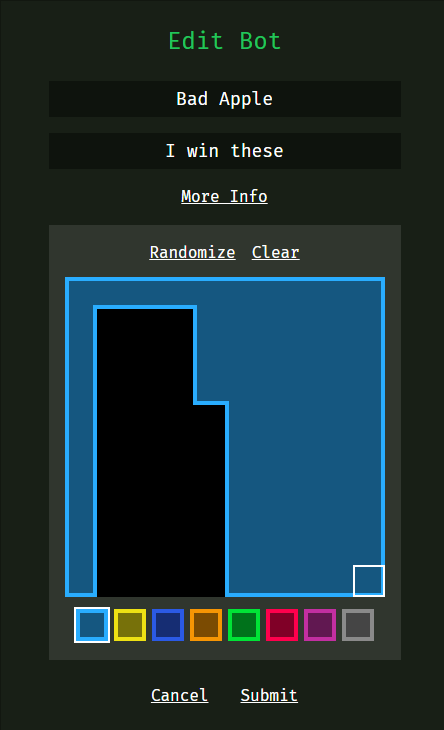 Edit Bot
Bad Apple
I win these
More Info
Randomize Clear
Cancel Submit